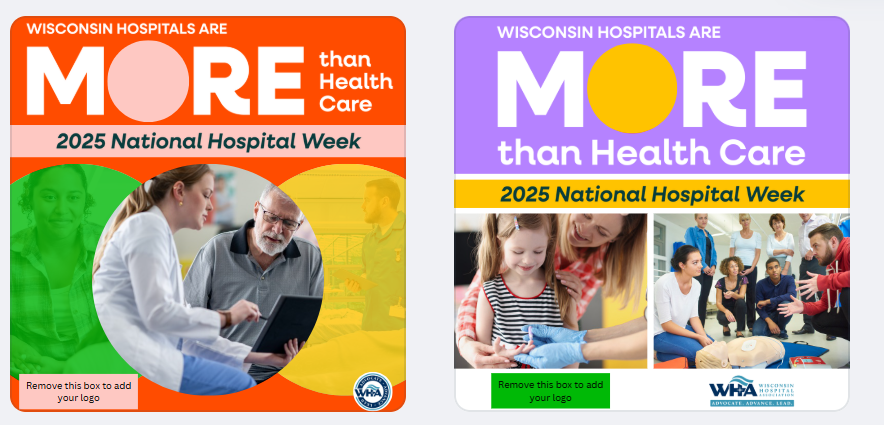 WISCONSIN HOSPITALS ARE
MORE
than
Health
Care
2025 National Hospital Week
Remove this box to add
your logo
WHA
WISCONSIN HOSPITALS ARE
MORE
than Health Care
2025 National Hospital Week
Remove this box to add
your logo
WHA
WISCONSIN
HOSPITAL
ASSOCIATION
ADVOCATE. ADVANCE. LEAD.